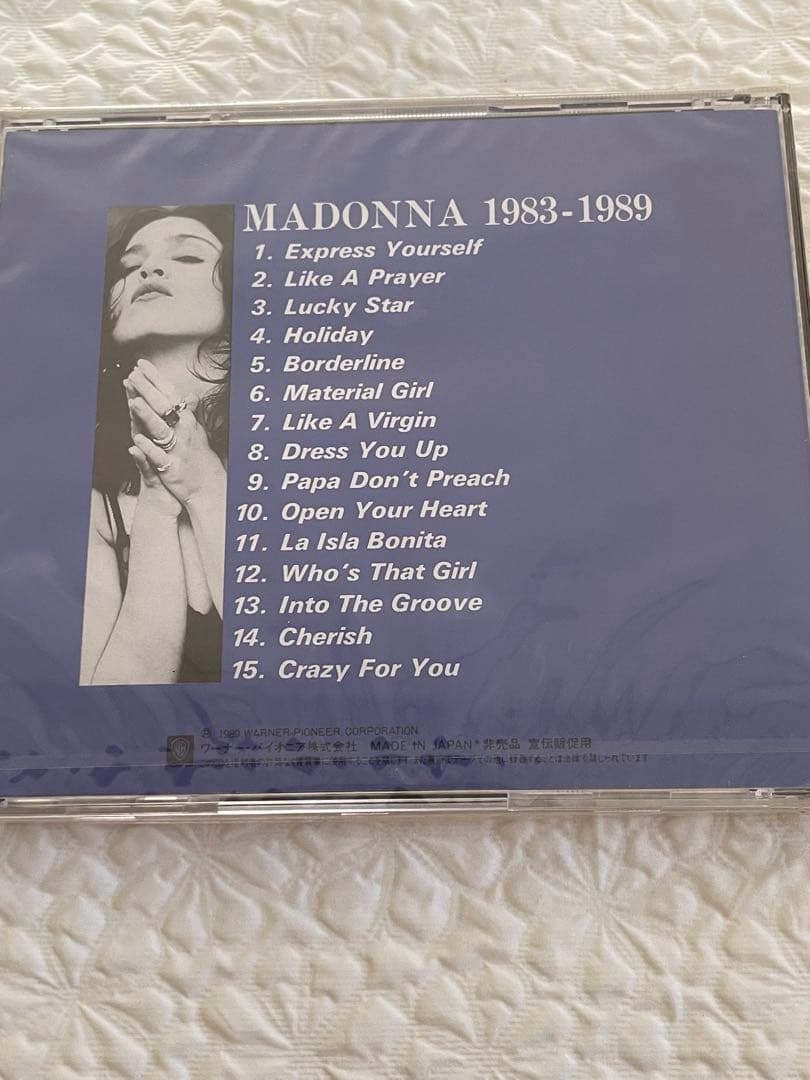 MADONNA 1983-1989
1. Express Yourself
2. Like A Prayer
3. Lucky Star
4. Holiday
5. Borderline
6. Material Girl
7. Like A Virgin
8. Dress You Up
9. Papa Don't Preach
10. Open Your Heart
11. La Isla Bonita
12. Who's That Girl
13. Into The Groove
14. Cherish
15. Crazy For You
Ⓟ 1989 WARNER-PIONEER CORPORATION
ワーナー・パイオニア株式会社 MADE IN JAPAN 非売品 宣伝販促用